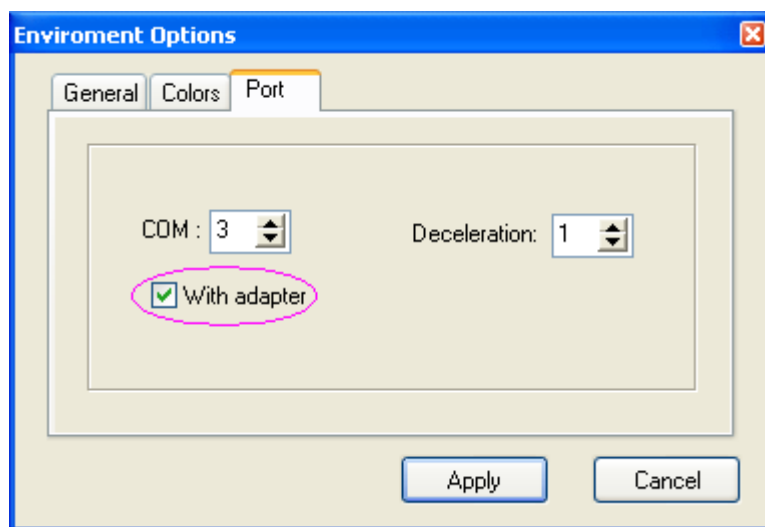 Enviroment Options
General Colors Port
COM : 3 Deceleration: 1
With adapter
Apply Cancel